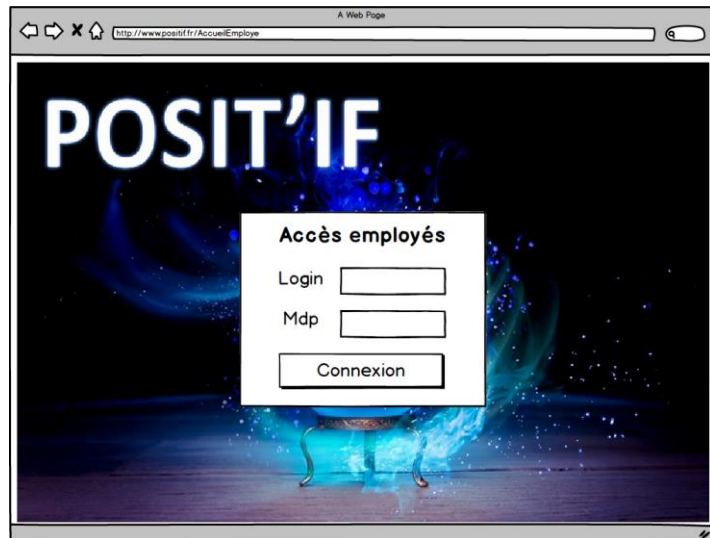 A Web Page
http://www.positif.fr/AccueilEmploye
POSIT’IF
Accès employés
Login
Mdp
Connexion